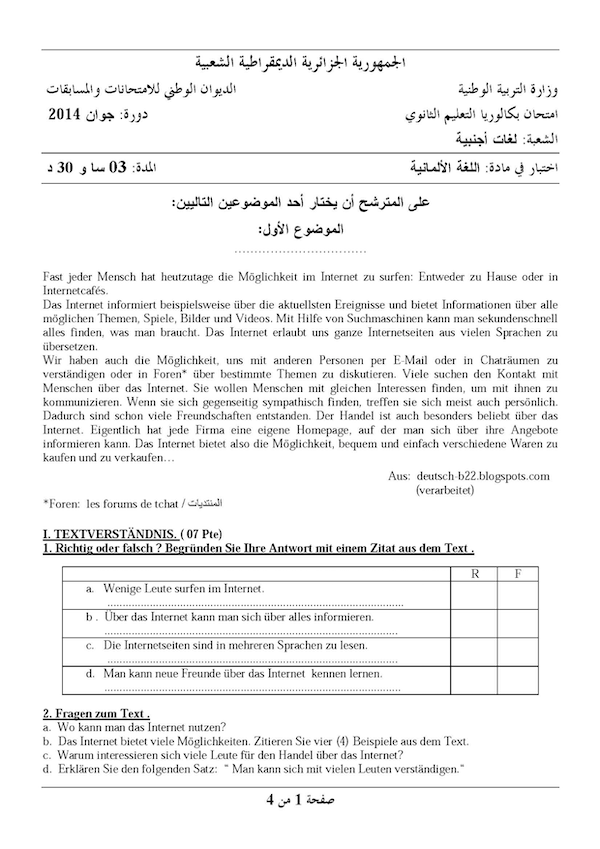 الجمهورية الجزائرية الديمقراطية الشعبية
وزارة التربية الوطنية الديوان الوطني للامتحانات والمسابقات
امتحان بكالوريا التعليم الثانوي دورة: جوان 2014
الشعبة: لغات أجنبية
اختبار في مادة: اللغة الألمانية المدة: 03 سا و 30 د
على المترشح أن يختار أحد الموضوعين التاليين:
الموضوع الأول:
................................
Fast jeder Mensch hat heutzutage die Möglichkeit im Internet zu surfen: Entweder zu Hause oder in
Internetcafés.
Das Internet informiert beispielsweise über die aktuellsten Ereignisse und bietet Informationen über alle
möglichen Themen, Spiele, Bilder und Videos. Mit Hilfe von Suchmaschinen kann man sekundenschnell
alles finden, was man braucht. Das Internet erlaubt uns ganze Internetseiten aus vielen Sprachen zu
übersetzen.
Wir haben auch die Möglichkeit, uns mit anderen Personen per E-Mail oder in Chaträumen zu
verständigen oder in Foren* über bestimmte Themen zu diskutieren. Viele suchen den Kontakt mit
Menschen über das Internet. Sie wollen Menschen mit gleichen Interessen finden, um mit ihnen zu
kommunizieren. Wenn sie sich gegenseitig sympathisch finden, treffen sie sich meist auch persönlich.
Dadurch sind schon viele Freundschaften entstanden. Der Handel ist auch besonders beliebt über das
Internet. Eigentlich hat jede Firma eine eigene Homepage, auf der man sich über ihre Angebote
informieren kann. Das Internet bietet also die Möglichkeit, bequem und einfach verschiedene Waren zu
kaufen und zu verkaufen…
Aus: deutsch-b22.blogspots.com
(verarbeitet)
*Foren: les forums de tchat / المنتديات
I. TEXTVERSTÄNDNIS. ( 07 Pte)
1. Richtig oder falsch ? Begründen Sie Ihre Antwort mit einem Zitat aus dem Text .
R F
a. Wenige Leute surfen im Internet.
b . Über das Internet kann man sich über alles informieren.
c. Die Internetseiten sind in mehreren Sprachen zu lesen.
d. Man kann neue Freunde über das Internet kennen lernen.
2. Fragen zum Text .
a. Wo kann man das Internet nutzen?
b. Das Internet bietet viele Möglichkeiten. Zitieren Sie vier (4) Beispiele aus dem Text.
c. Warum interessieren sich viele Leute für den Handel über das Internet?
d. Erklären Sie den folgenden Satz: " Man kann sich mit vielen Leuten verständigen."
صفحة 1 من 4